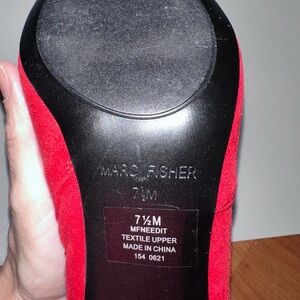 MARC FISHER
7½M
7½M
MFNEEDIT
TEXTILE UPPER
MADE IN CHINA
154 0621